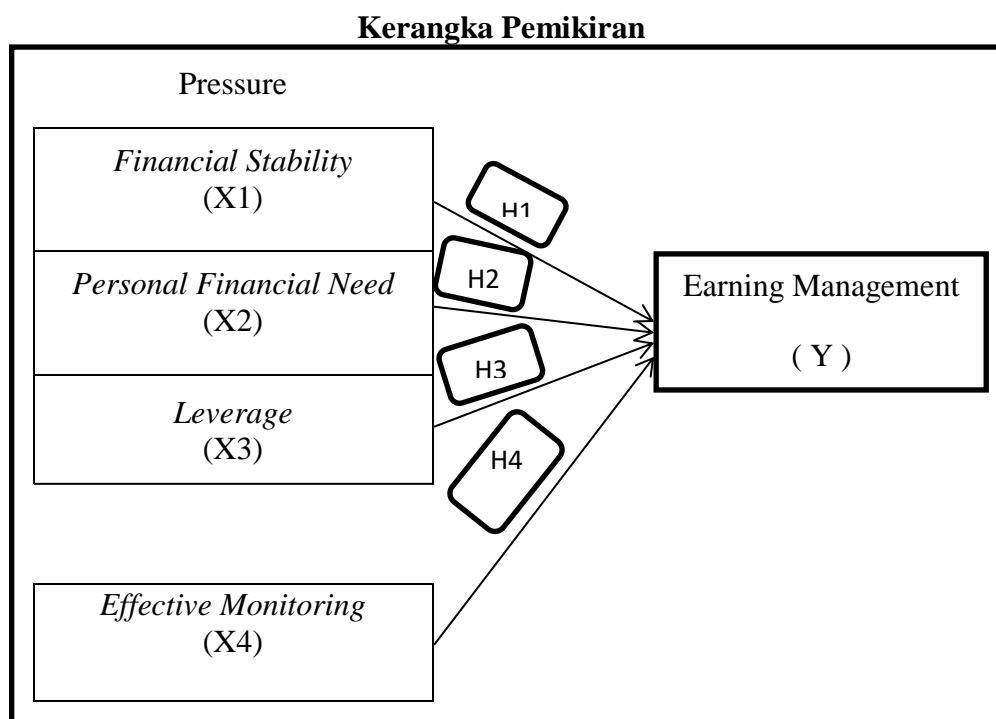 Kerangka Pemikiran
Pressure
Financial Stability
(X1)
H1
Personal Financial Need
(X2)
H2
Earning Management
( Y )
Leverage
(X3)
H3
H4
Effective Monitoring
(X4)